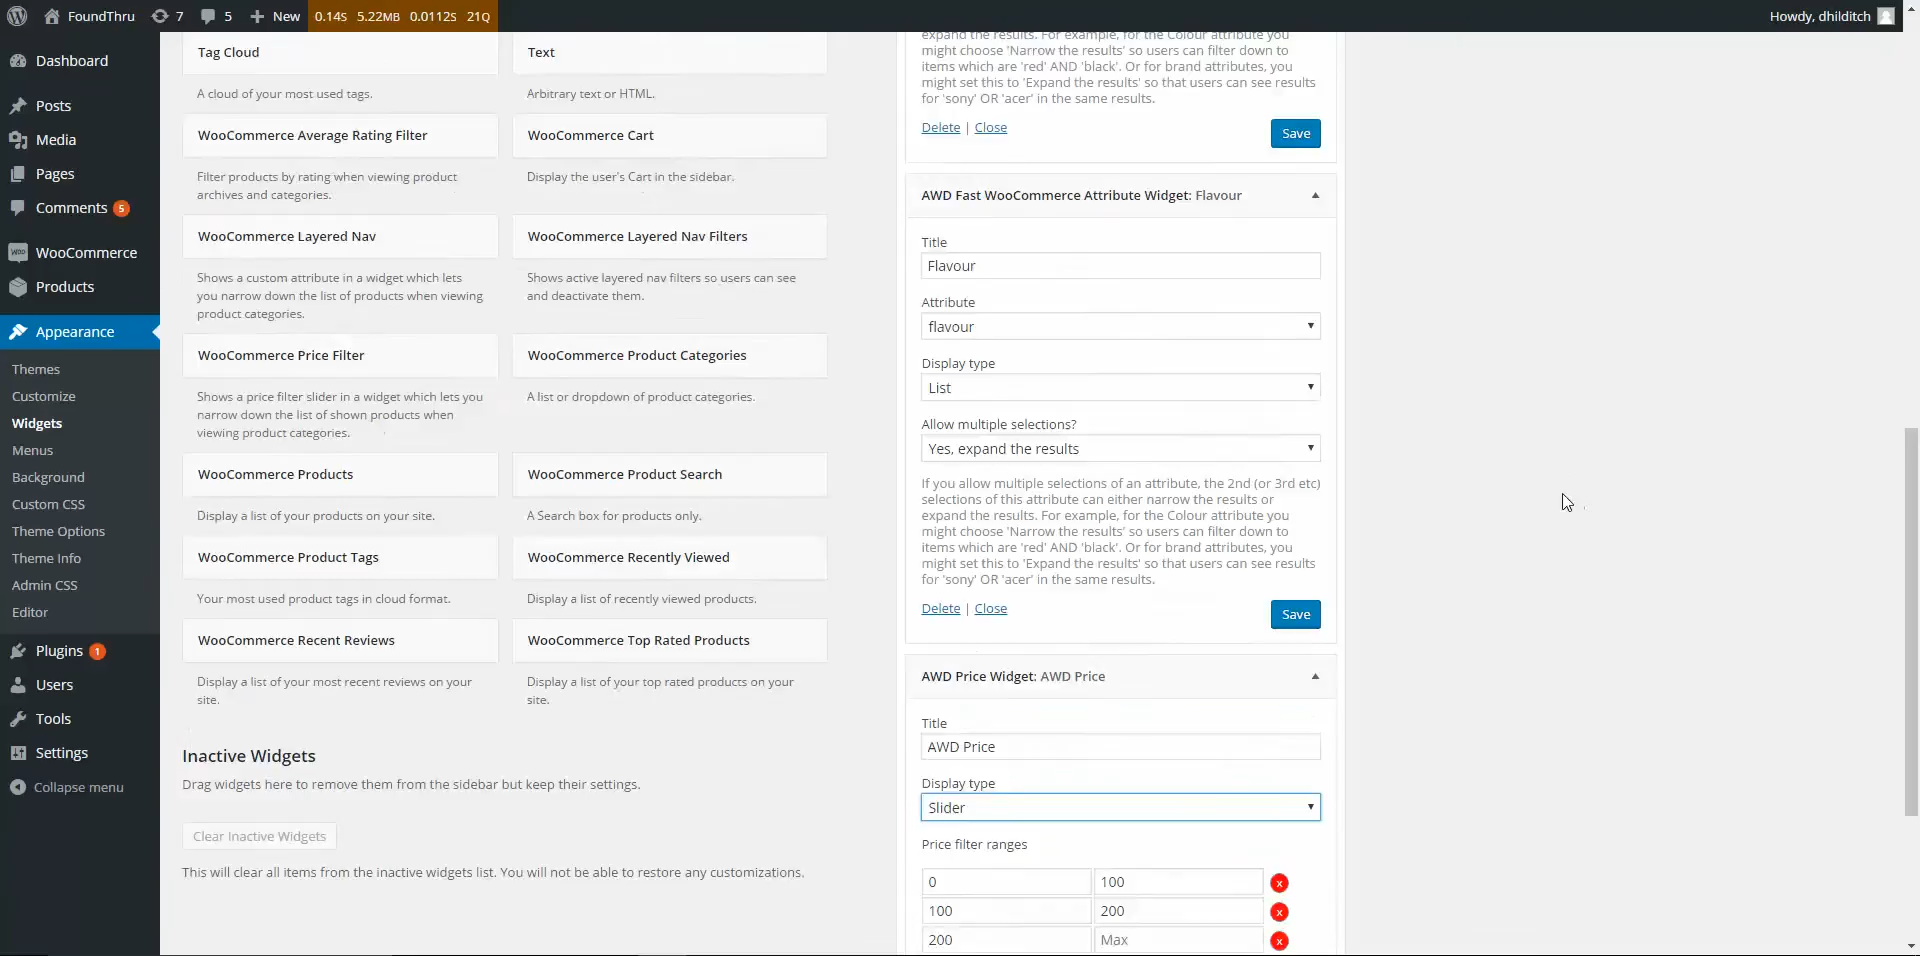 FoundThru 7 5 New 0.14S 5.22MB 0.0112S 21Q Howdy, dhilditch
Dashboard
Posts
Media
Pages
Comments 5
WooCommerce
Products
Appearance
Themes
Customize
Widgets
Menus
Background
Custom CSS
Theme Options
Theme Info
Admin CSS
Editor
Plugins 1
Users
Tools
Settings
Collapse menu
Tag Cloud
A cloud of your most used tags.
Text
Arbitrary text or HTML.
WooCommerce Average Rating Filter
Filter products by rating when viewing product
archives and categories.
WooCommerce Cart
Display the user's Cart in the sidebar.
WooCommerce Layered Nav
Shows a custom attribute in a widget which lets
you narrow down the list of products when viewing
product categories.
WooCommerce Layered Nav Filters
Shows active layered nav filters so users can see
and deactivate them.
WooCommerce Price Filter
Shows a price filter slider in a widget which lets you
narrow down the list of shown products when
viewing product categories.
WooCommerce Product Categories
A list or dropdown of product categories.
WooCommerce Products
Display a list of your products on your site.
WooCommerce Product Search
A Search box for products only.
WooCommerce Product Tags
Your most used product tags in cloud format.
WooCommerce Recently Viewed
Display a list of recently viewed products.
WooCommerce Recent Reviews
Display a list of your most recent reviews on your
site.
WooCommerce Top Rated Products
Display a list of your top rated products on your
site.
Inactive Widgets
Drag widgets here to remove them from the sidebar but keep their settings.
Clear Inactive Widgets
This will clear all items from the inactive widgets list. You will not be able to restore any customizations.
expand the results. For example, for the Colour attribute you
might choose 'Narrow the results' so users can filter down to
items which are 'red' AND 'black'. Or for brand attributes, you
might set this to 'Expand the results' so that users can see results
for 'sony' OR 'acer' in the same results.
Delete | Close Save
AWD Fast WooCommerce Attribute Widget: Flavour
Title
Flavour
Attribute
flavour
Display type
List
Allow multiple selections?
Yes, expand the results
If you allow multiple selections of an attribute, the 2nd (or 3rd etc)
selections of this attribute can either narrow the results or
expand the results. For example, for the Colour attribute you
might choose 'Narrow the results' so users can filter down to
items which are 'red' AND 'black'. Or for brand attributes, you
might set this to 'Expand the results' so that users can see results
for 'sony' OR 'acer' in the same results.
Delete | Close Save
AWD Price Widget: AWD Price
Title
AWD Price
Display type
Slider
Price filter ranges
0 100 x
100 200 x
200 Max x